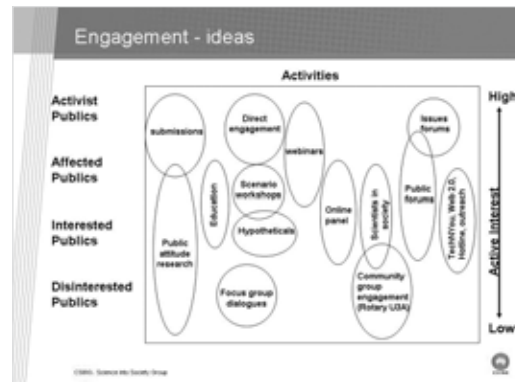 Engagement - ideas
Activities
Activist
Publics
Affected
Publics
Interested
Publics
Disinterested
Publics
submissions
Direct
engagement
webinars
Issues
forums
Education
Scenario
workshops
Hypotheticals
Online
panel
Scientists in
society
Public
forums
TechNYou, Web 2.0,
Hotline, outreach
Public
attitude
research
Focus group
dialogues
Community
group
engagement
(Rotary U3A)
High
Active interest
Low
CSIRO. Science into Society Group